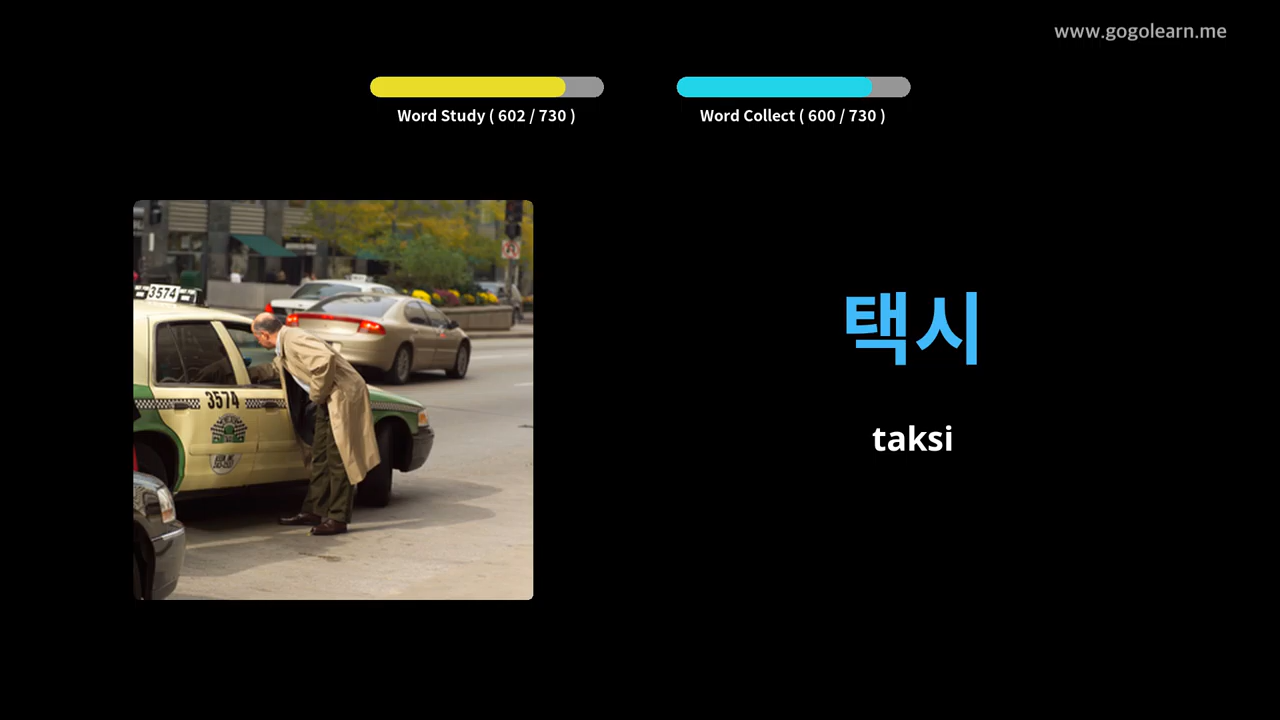 www.gogolearn.me
Word Study ( 602 / 730 )
Word Collect ( 600 / 730 )
3574
3574
택시
taksi